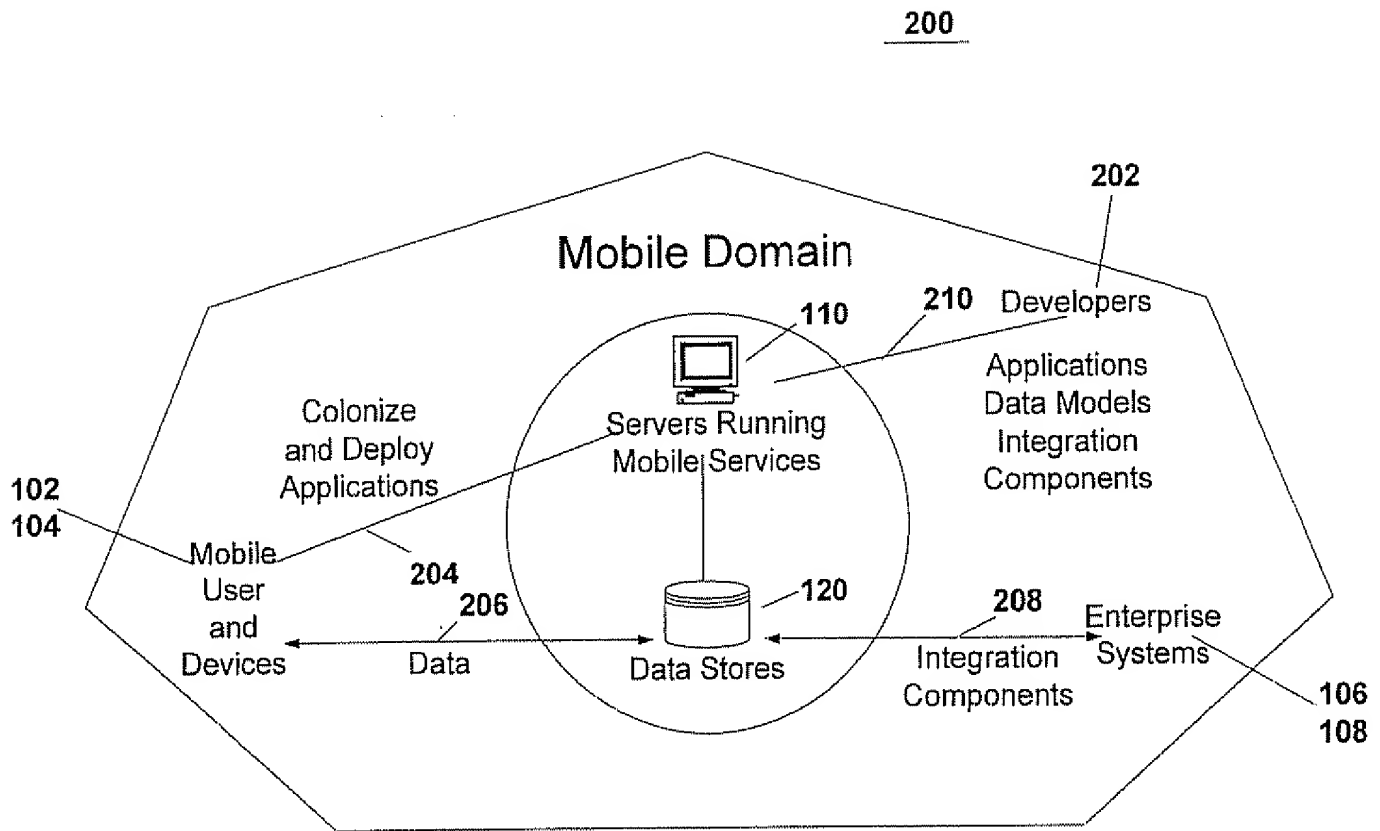 200
202
Mobile Domain
Developers
110
210
Applications
Data Models
Integration
Components
Colonize
and Deploy
Applications
Servers Running
Mobile Services
102
104
Mobile
User
and
Devices
204
206
Data
120
Data Stores
208
Integration
Components
Enterprise
Systems
106
108